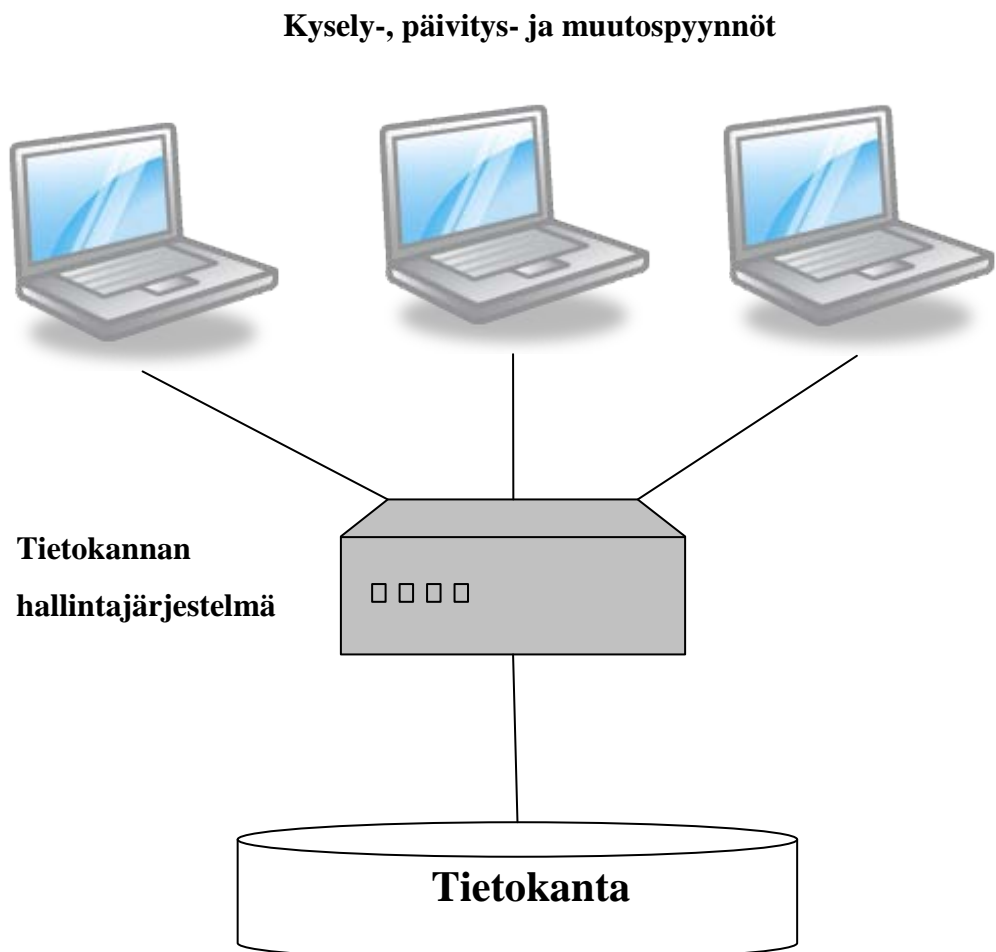 Kysely-, päivitys- ja muutospyynnöt
Tietokannan
hallintajärjestelmä
Tietokanta